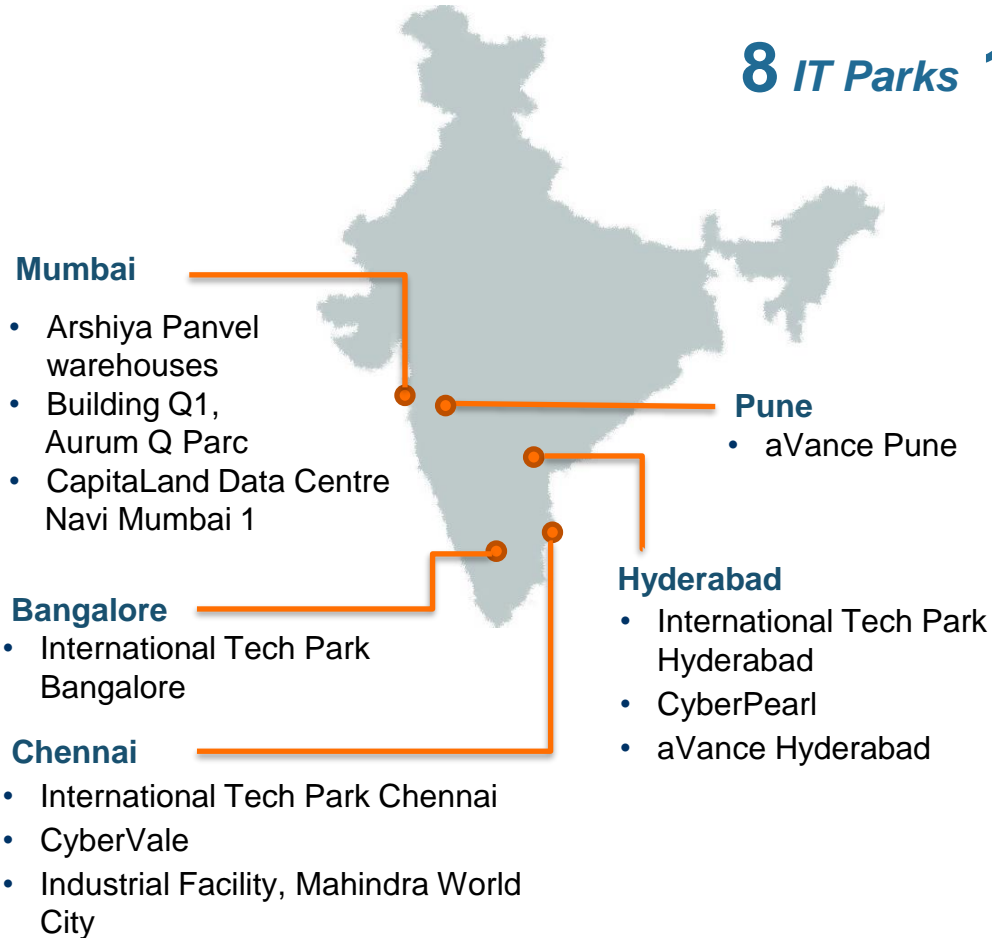 8 IT Parks
Mumbai
• Arshiya Panvel
warehouses
• Building Q1,
Aurum Q Parc
• CapitaLand Data Centre
Navi Mumbai 1
Pune
• aVance Pune
Bangalore
• International Tech Park
Bangalore
Hyderabad
• International Tech Park
Hyderabad
• CyberPearl
• aVance Hyderabad
Chennai
• International Tech Park Chennai
• CyberVale
• Industrial Facility, Mahindra World
City